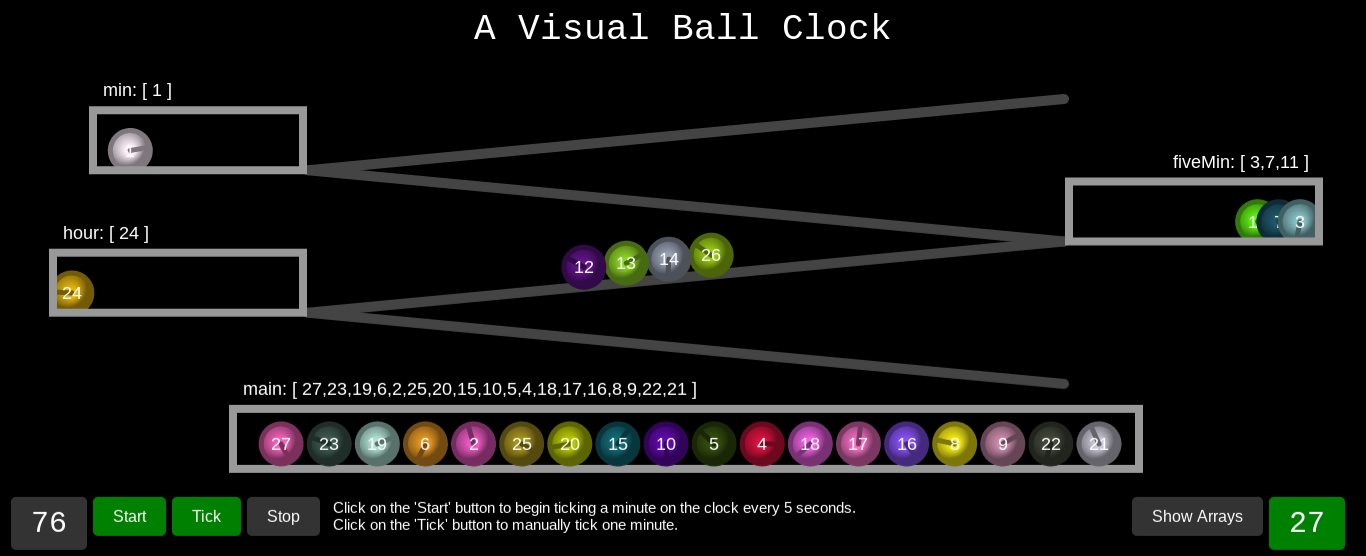 A Visual Ball Clock
min: [ 1 ]
fiveMin: [ 3,7,11 ]
7 3
hour: [ 24 ]
12 13 14 26
24
main: [ 27,23,19,6,2,25,20,15,10,5,4,18,17,16,8,9,22,21 ]
27 23 19 6 2 25 20 15 10 5 4 18 17 16 8 9 22 21
76 Start Tick Stop
Click on the 'Start' button to begin ticking a minute on the clock every 5 seconds.
Click on the 'Tick' button to manually tick one minute.
Show Arrays 27